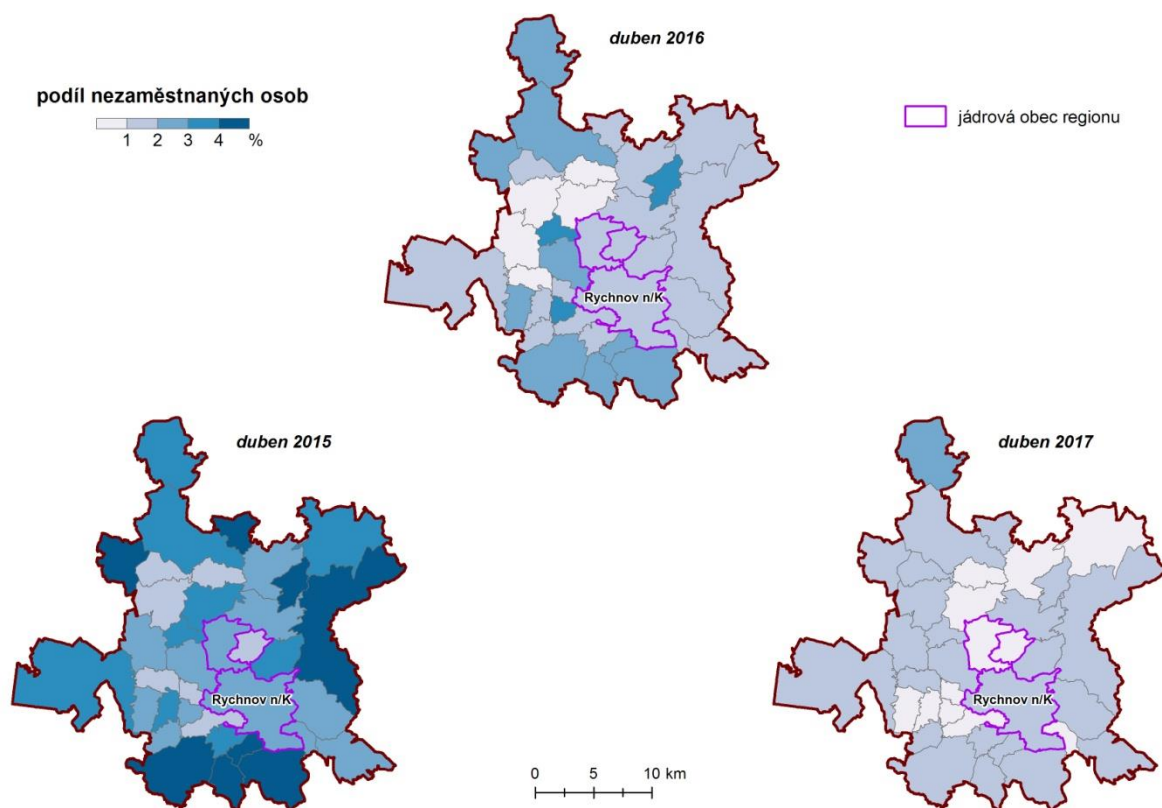 duben 2016
podíl nezaměstnaných osob
1 2 3 4 %
jádrová obec regionu
Rychnov n/K
duben 2015
duben 2017
Rychnov n/K
Rychnov n/K
0 5 10 km